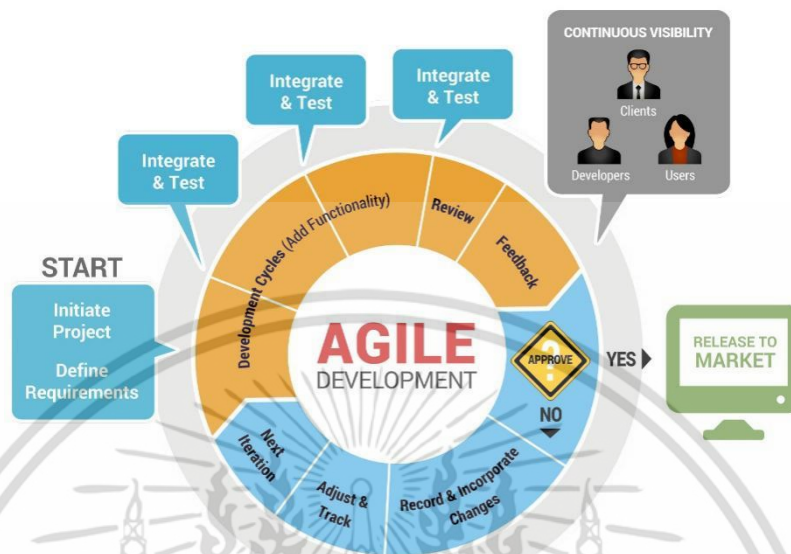 CONTINUOUS VISIBILITY
Clients
Developers
Users
Integrate
& Test
Integrate
& Test
Integrate
& Test
START
Initiate
Project
Define
Requirements
Development Cycles (Add Functionality)
Review
Feedback
AGILE
DEVELOPMENT
?
APPROVE
YES
NO
RELEASE TO
MARKET
Record & Incorporate
Changes
Adjust &
Track
Next
Iteration